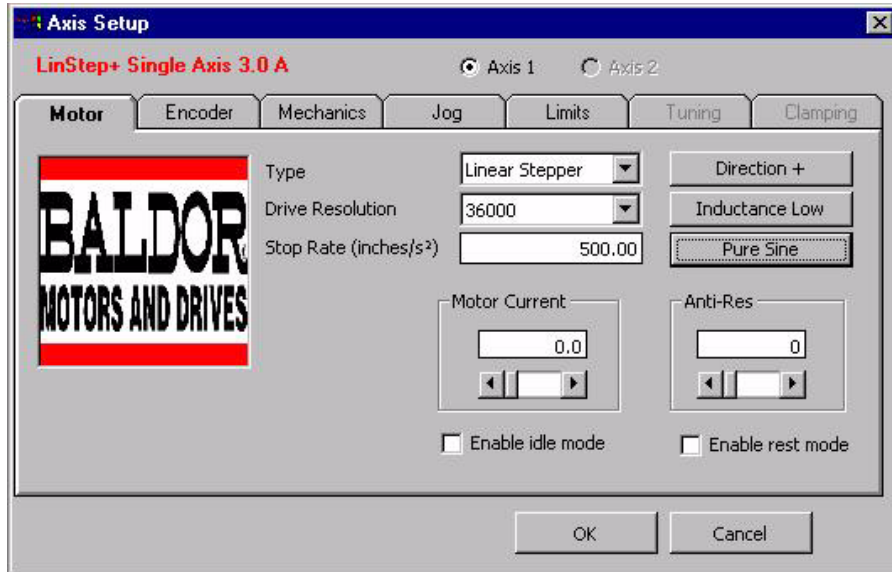 Axis Setup
LinStep+ Single Axis 3.0 A
Axis 1
Axis 2
Motor
Encoder
Mechanics
Jog
Limits
Tuning
Clamping
BALDOR
MOTORS AND DRIVES
Type
Linear Stepper
Direction +
Drive Resolution
36000
Inductance Low
Stop Rate (inches/s²)
500.00
Pure Sine
Motor Current
0.0
Anti-Res
0
Enable idle mode
Enable rest mode
OK
Cancel